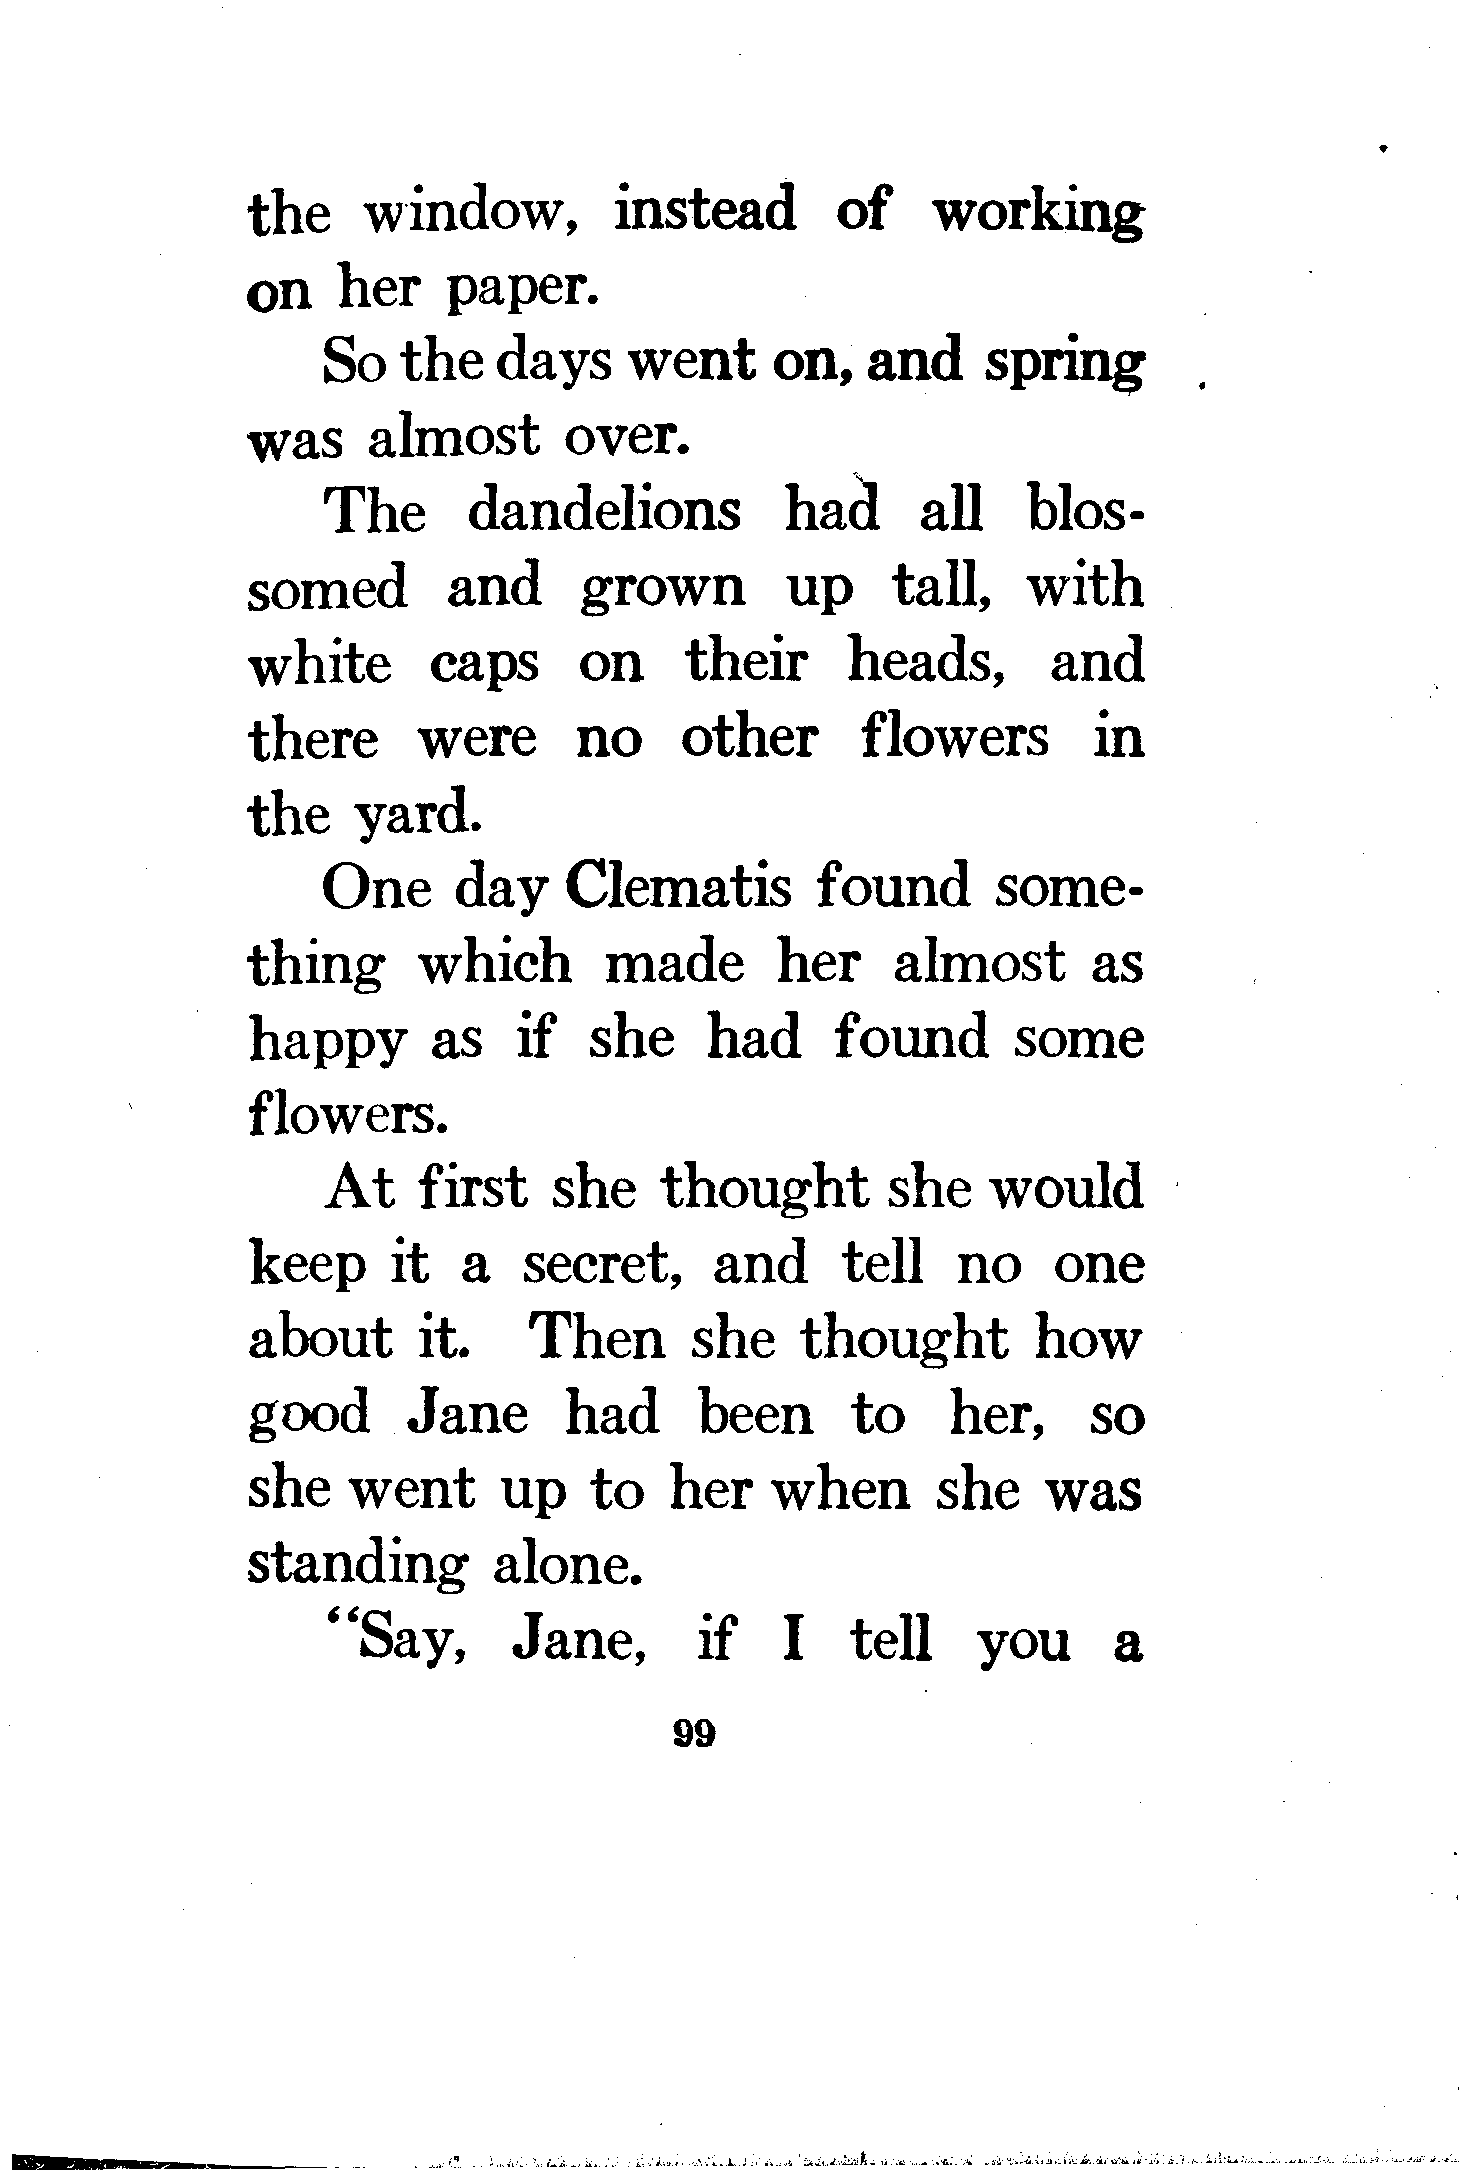 the window, instead of working
on her paper.
So the days went on, and spring
was almost over.
The dandelions had all blos-
somed and grown up tall, with
white caps on their heads, and
there were no other flowers in
the yard.
One day Clematis found some-
thing which made her almost as
happy as if she had found some
flowers.
At first she thought she would
keep it a secret, and tell no one
about it. Then she thought how
good Jane had been to her, so
she went up to her when she was
standing alone.
“Say, Jane, if I tell you a
99